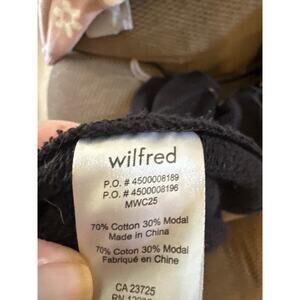 wilfred
P.O. # 4500008189
P.O. # 4500008196
MWC25
70% Cotton 30% Modal
Made in China
70% Coton 30% Modal
Fabriqué en Chine
CA 23725
RN